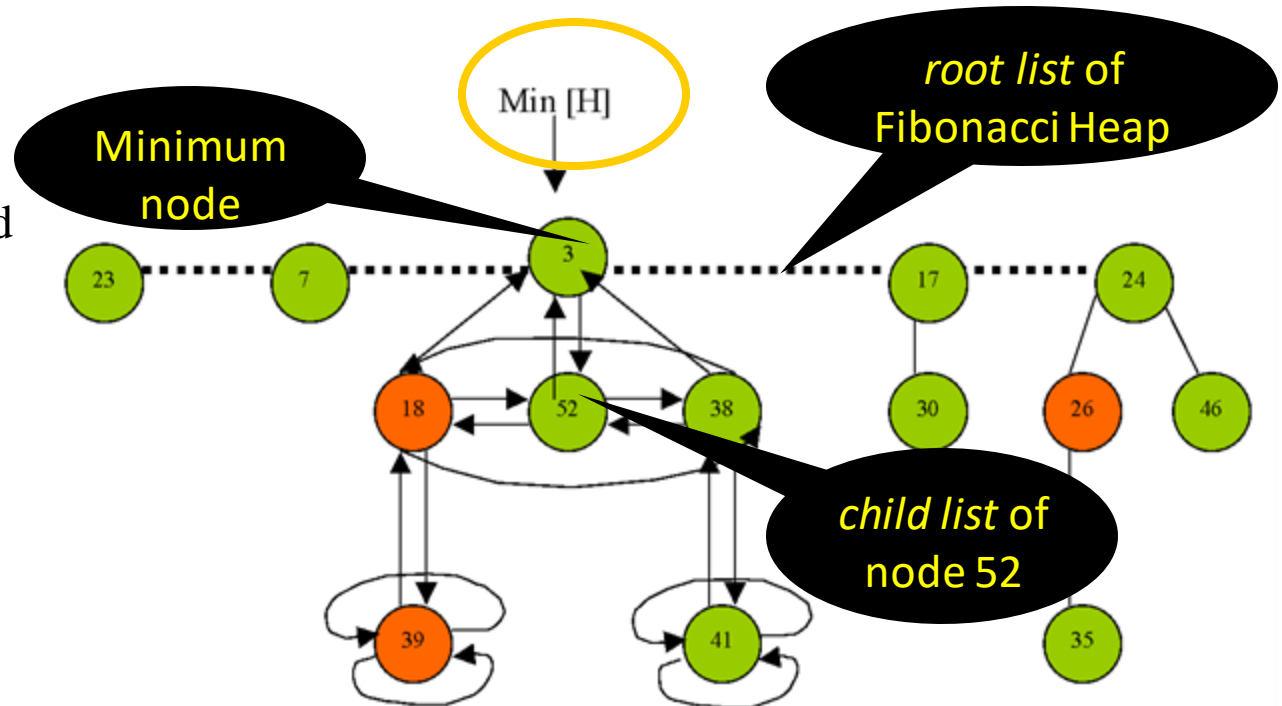 Min [H]
root list of
Fibonacci Heap
Minimum
node
d
23 7 3 17 24
18 52 38 30 26 46
child list of
node 52
39 41 35